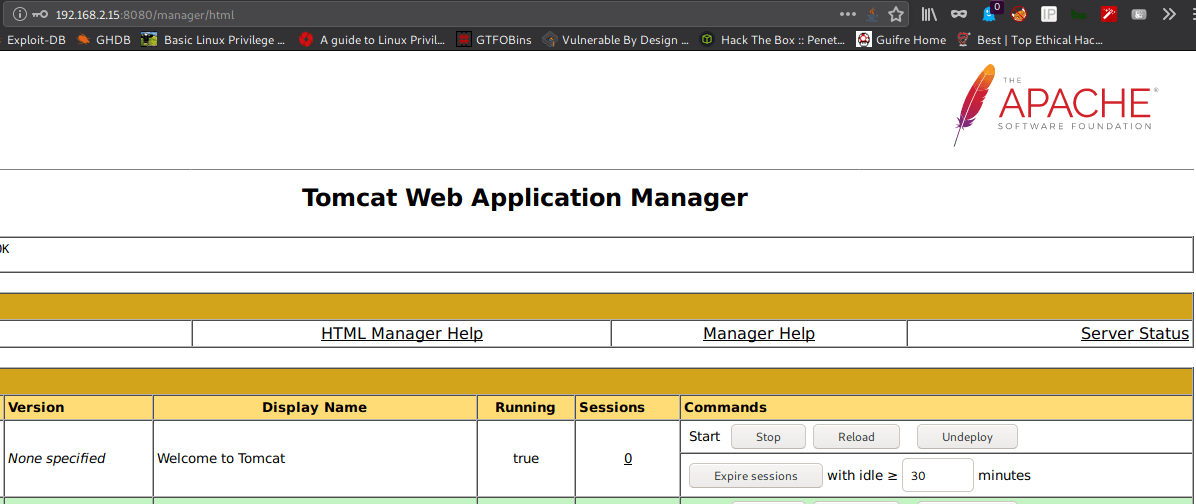 192.168.2.15:8080/manager/html
0
IP
Exploit-DB GHDB Basic Linux Privilege ... A guide to Linux Privil... GTFOBins Vulnerable By Design ... Hack The Box :: Penet... Guifre Home Best | Top Ethical Hac...
THE
APACHE®
SOFTWARE FOUNDATION
Tomcat Web Application Manager
OK
HTML Manager Help Manager Help Server Status
Version Display Name Running Sessions Commands
Start Stop Reload Undeploy
None specified Welcome to Tomcat true 0
Expire sessions with idle ≥ 30 minutes